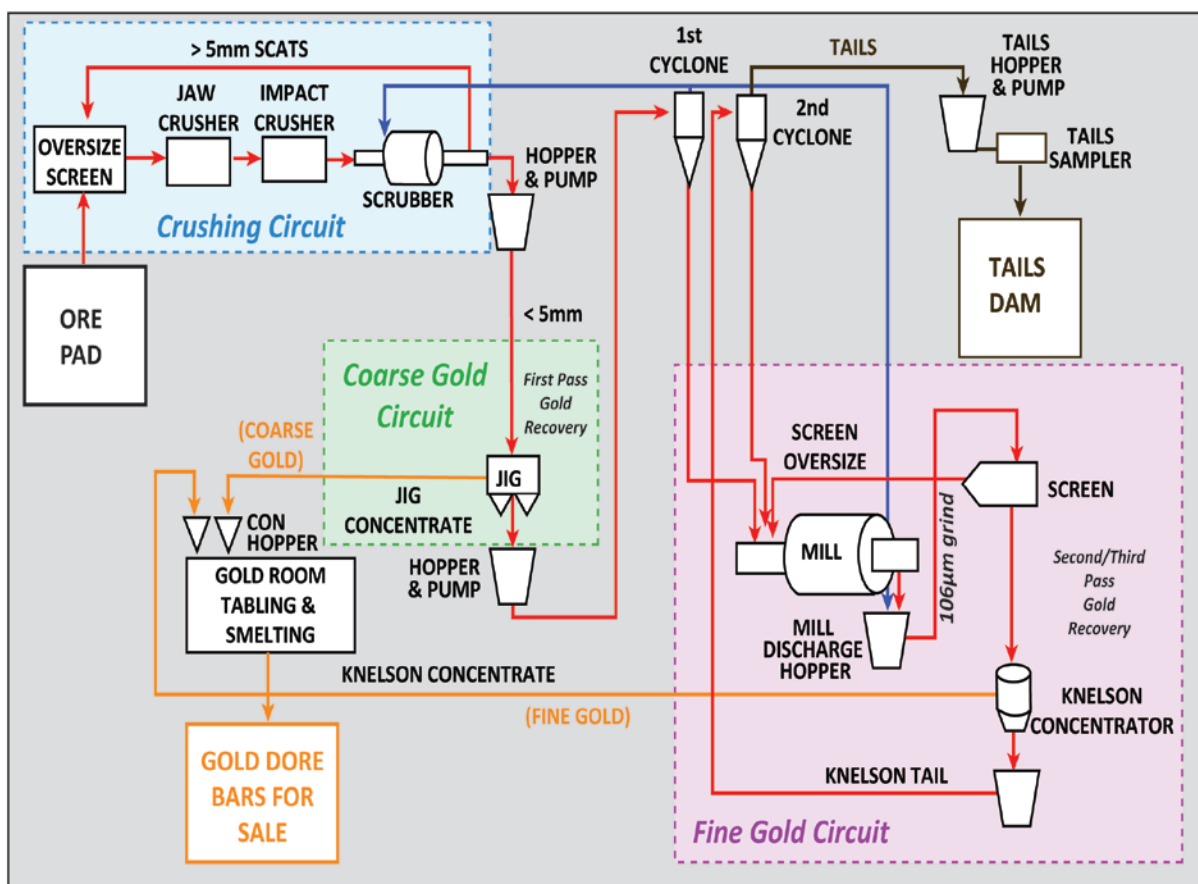 > 5mm SCATS
JAW
CRUSHER
IMPACT
CRUSHER
OVERSIZE
SCREEN
SCRUBBER
HOPPER
& PUMP
Crushing Circuit
ORE
PAD
1st
CYCLONE
TAILS
2nd
CYCLONE
TAILS
HOPPER
& PUMP
TAILS
SAMPLER
TAILS
DAM
< 5mm
Coarse Gold
Circuit
First Pass
Gold
Recovery
(COARSE
GOLD)
JIG
JIG
CONCENTRATE
CON
HOPPER
HOPPER
& PUMP
GOLD ROOM
TABLING &
SMELTING
KNELSON CONCENTRATE
(FINE GOLD)
GOLD DORE
BARS FOR
SALE
SCREEN
OVERSIZE
SCREEN
MILL
106µm grind
Second/Third
Pass
Gold
Recovery
MILL
DISCHARGE
HOPPER
KNELSON
CONCENTRATOR
KNELSON TAIL
Fine Gold Circuit